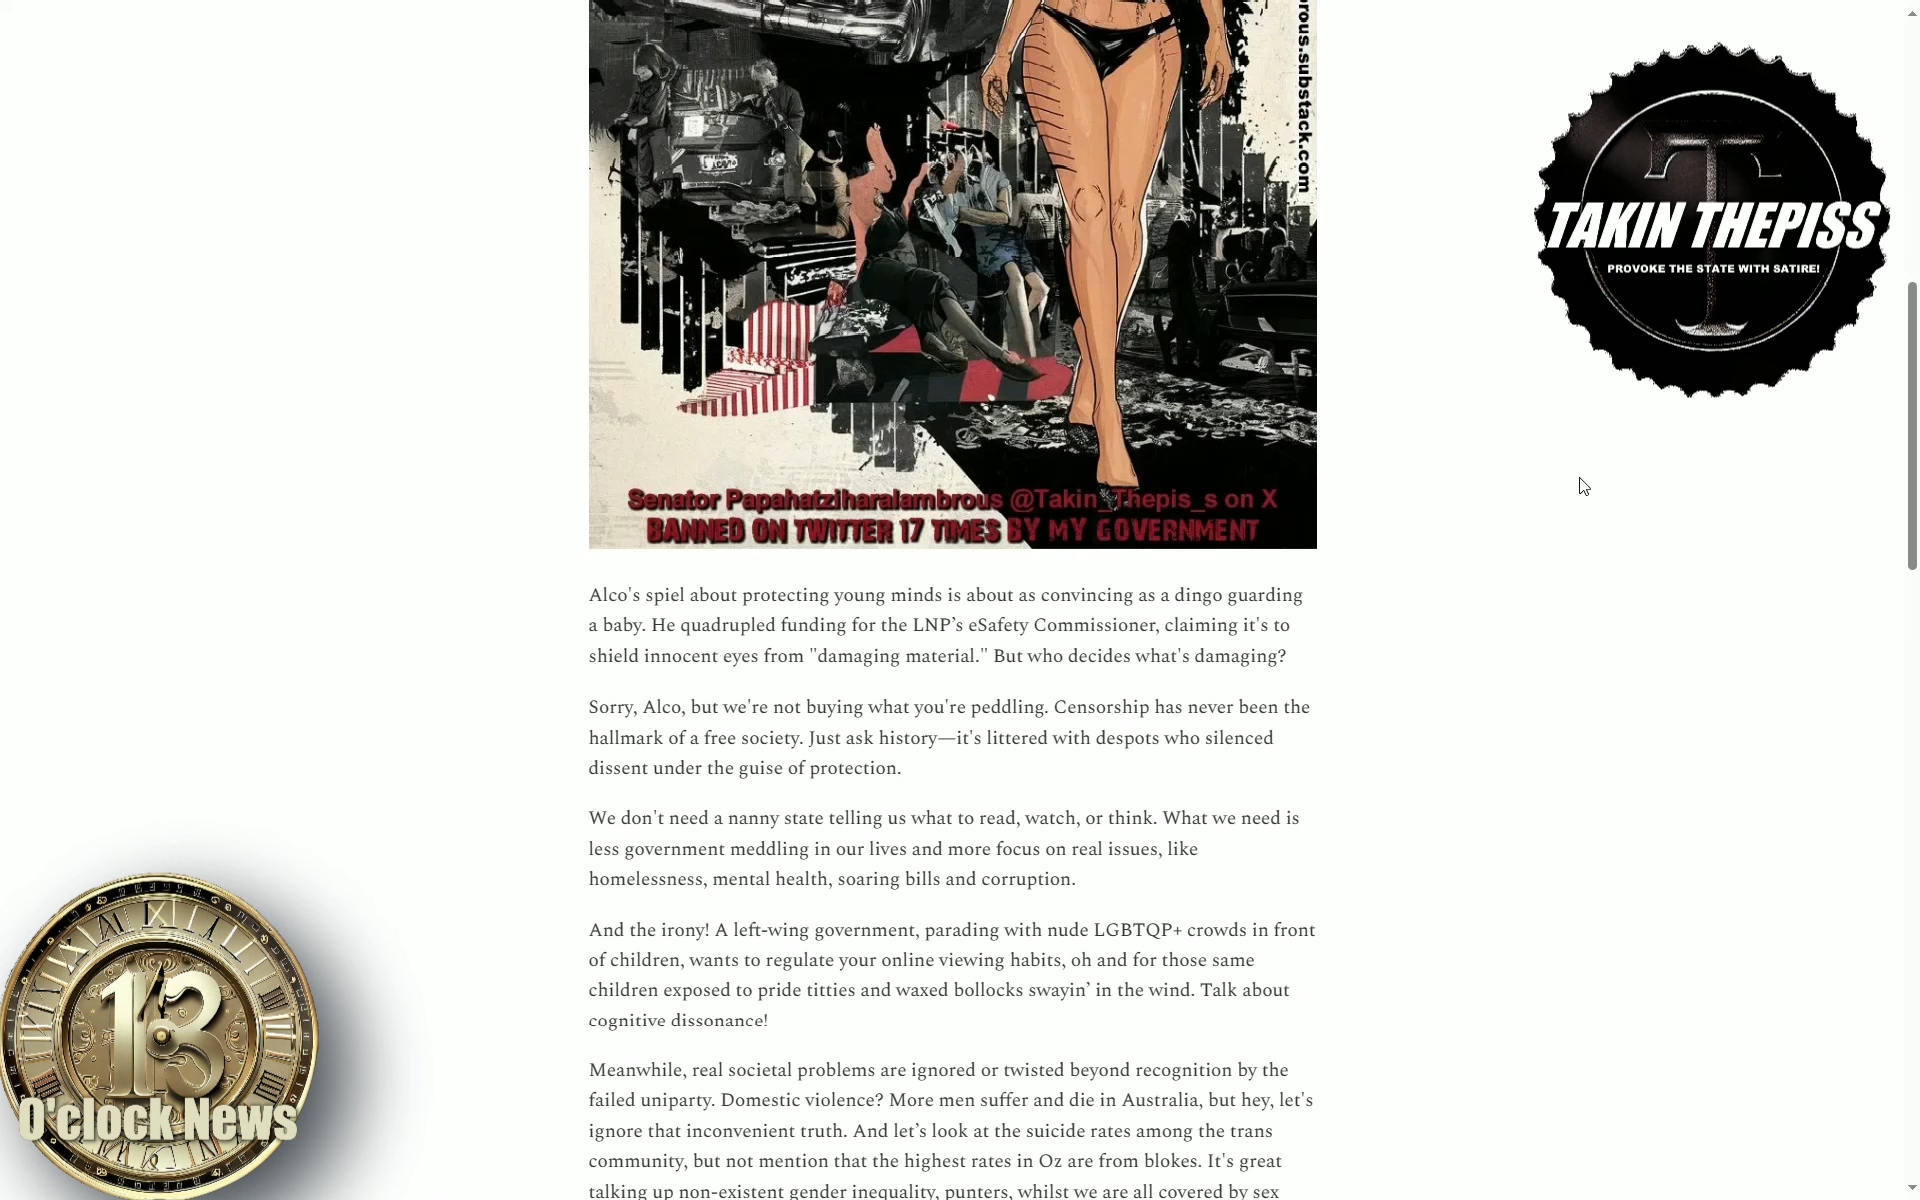 rous.substack.com
TAKIN THEPISS
PROVOKE THE STATE WITH SATIRE!
Senator Papahatziharalambrous @Takin_Thepis_s on X
BANNED ON TWITTER 17 TIMES BY MY GOVERNMENT
Alco's spiel about protecting young minds is about as convincing as a dingo guarding
a baby. He quadrupled funding for the LNP’s eSafety Commissioner, claiming it's to
shield innocent eyes from "damaging material." But who decides what's damaging?
Sorry, Alco, but we're not buying what you're peddling. Censorship has never been the
hallmark of a free society. Just ask history—it's littered with despots who silenced
dissent under the guise of protection.
We don't need a nanny state telling us what to read, watch, or think. What we need is
less government meddling in our lives and more focus on real issues, like
homelessness, mental health, soaring bills and corruption.
And the irony! A left-wing government, parading with nude LGBTQP+ crowds in front
of children, wants to regulate your online viewing habits, oh and for those same
children exposed to pride titties and waxed bollocks swayin’ in the wind. Talk about
cognitive dissonance!
Meanwhile, real societal problems are ignored or twisted beyond recognition by the
failed uniparty. Domestic violence? More men suffer and die in Australia, but hey, let's
ignore that inconvenient truth. And let’s look at the suicide rates among the trans
community, but not mention that the highest rates in Oz are from blokes. It's great
talking up non-existent gender inequality, punters, whilst we are all covered by sex
13
O'clock News